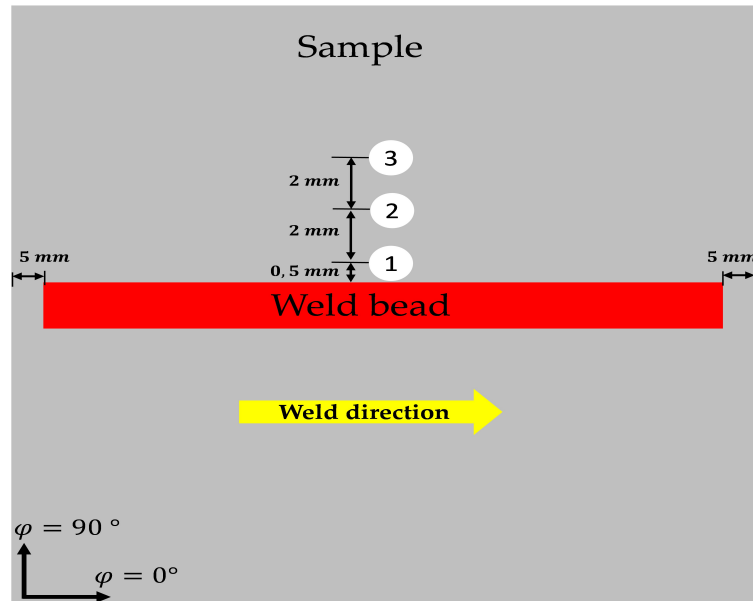 Sample
3
2 mm
2
2 mm
1
5 mm
0, 5 mm
5 mm
Weld bead
Weld direction
φ = 90 °
φ = 0°